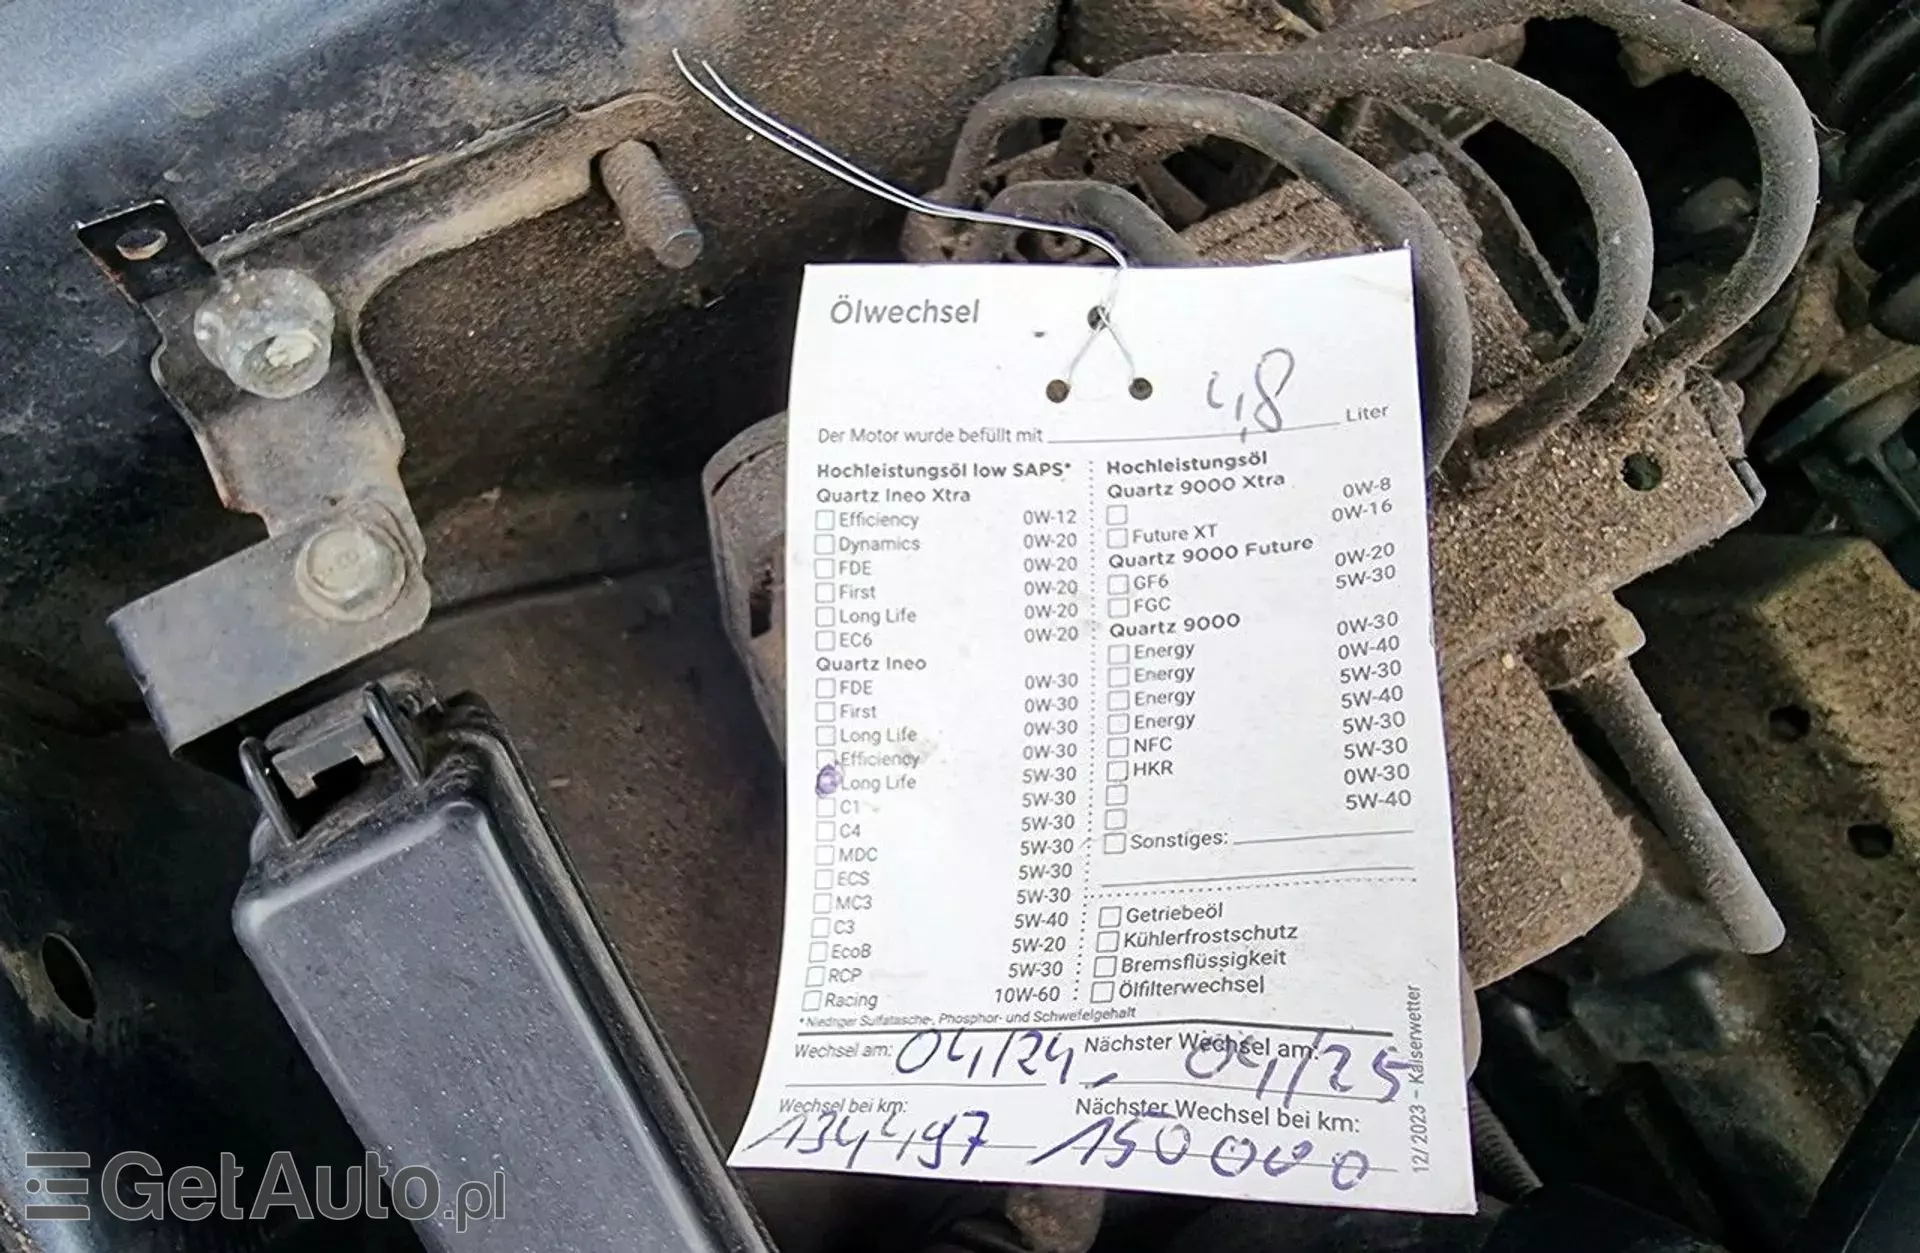 Ölwechsel
Der Motor wurde befüllt mit 4,8 Liter
Hochleistungsöl low SAPS*
Quartz Ineo Xtra
Efficiency 0W-12
Dynamics 0W-20
FDE 0W-20
First 0W-20
Long Life 0W-20
EC6 0W-20
Quartz Ineo
FDE 0W-30
First 0W-30
Long Life 0W-30
Efficiency 0W-30
Long Life 5W-30
C1 5W-30
C4 5W-30
MDC 5W-30
ECS 5W-30
MC3 5W-30
C3 5W-40
EcoB 5W-20
RCP 5W-30
Racing 10W-60
* Niedriger Sulfatasche-, Phosphor- und Schwefelgehalt
Hochleistungsöl
Quartz 9000 Xtra
0W-8
Future XT 0W-16
Quartz 9000 Future
GF6 0W-20
FGC 5W-30
Quartz 9000
Energy 0W-30
Energy 0W-40
Energy 5W-30
Energy 5W-40
NFC 5W-30
HKR 5W-30
0W-30
5W-40
Sonstiges:
Getriebeöl
Kühlerfrostschutz
Bremsflüssigkeit
Ölfilterwechsel
Wechsel am: 04/24
Nächster Wechsel am: 04/25
Wechsel bei km: 134497
Nächster Wechsel bei km: 150000
12/2023 - Kaiserwetter
GetAuto.pl